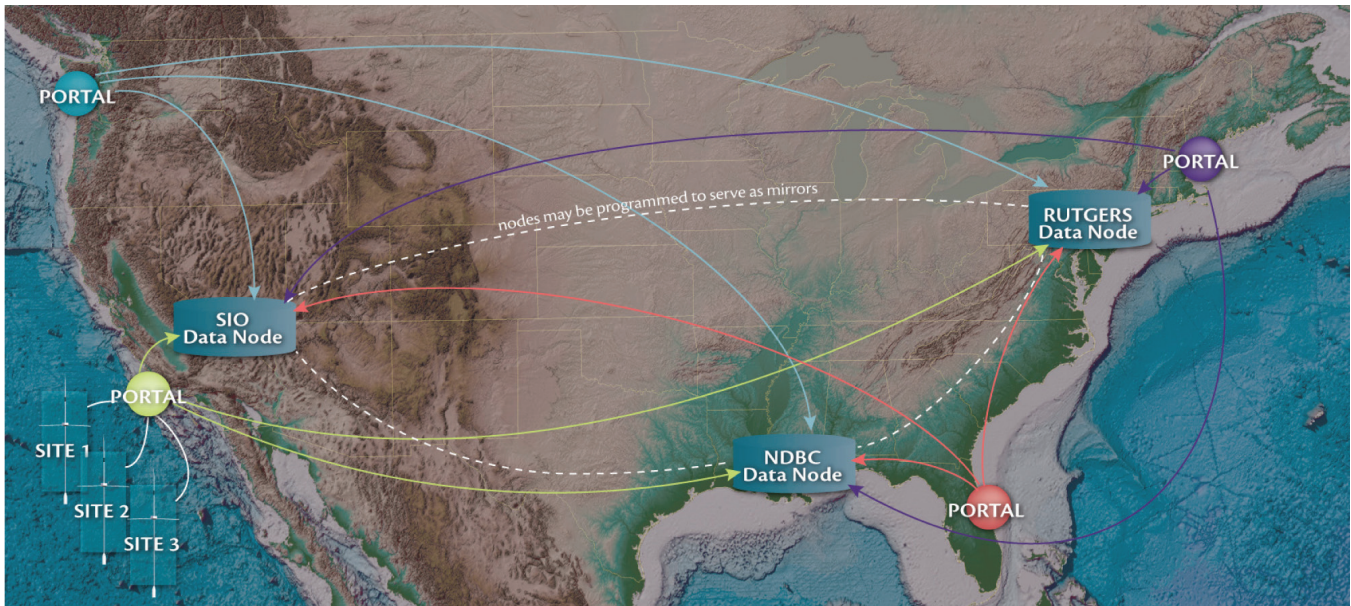 PORTAL
PORTAL
nodes may be programmed to serve as mirrors
RUTGERS
Data Node
SIO
Data Node
PORTAL
SITE 1
SITE 2
SITE 3
NDBC
Data Node
PORTAL